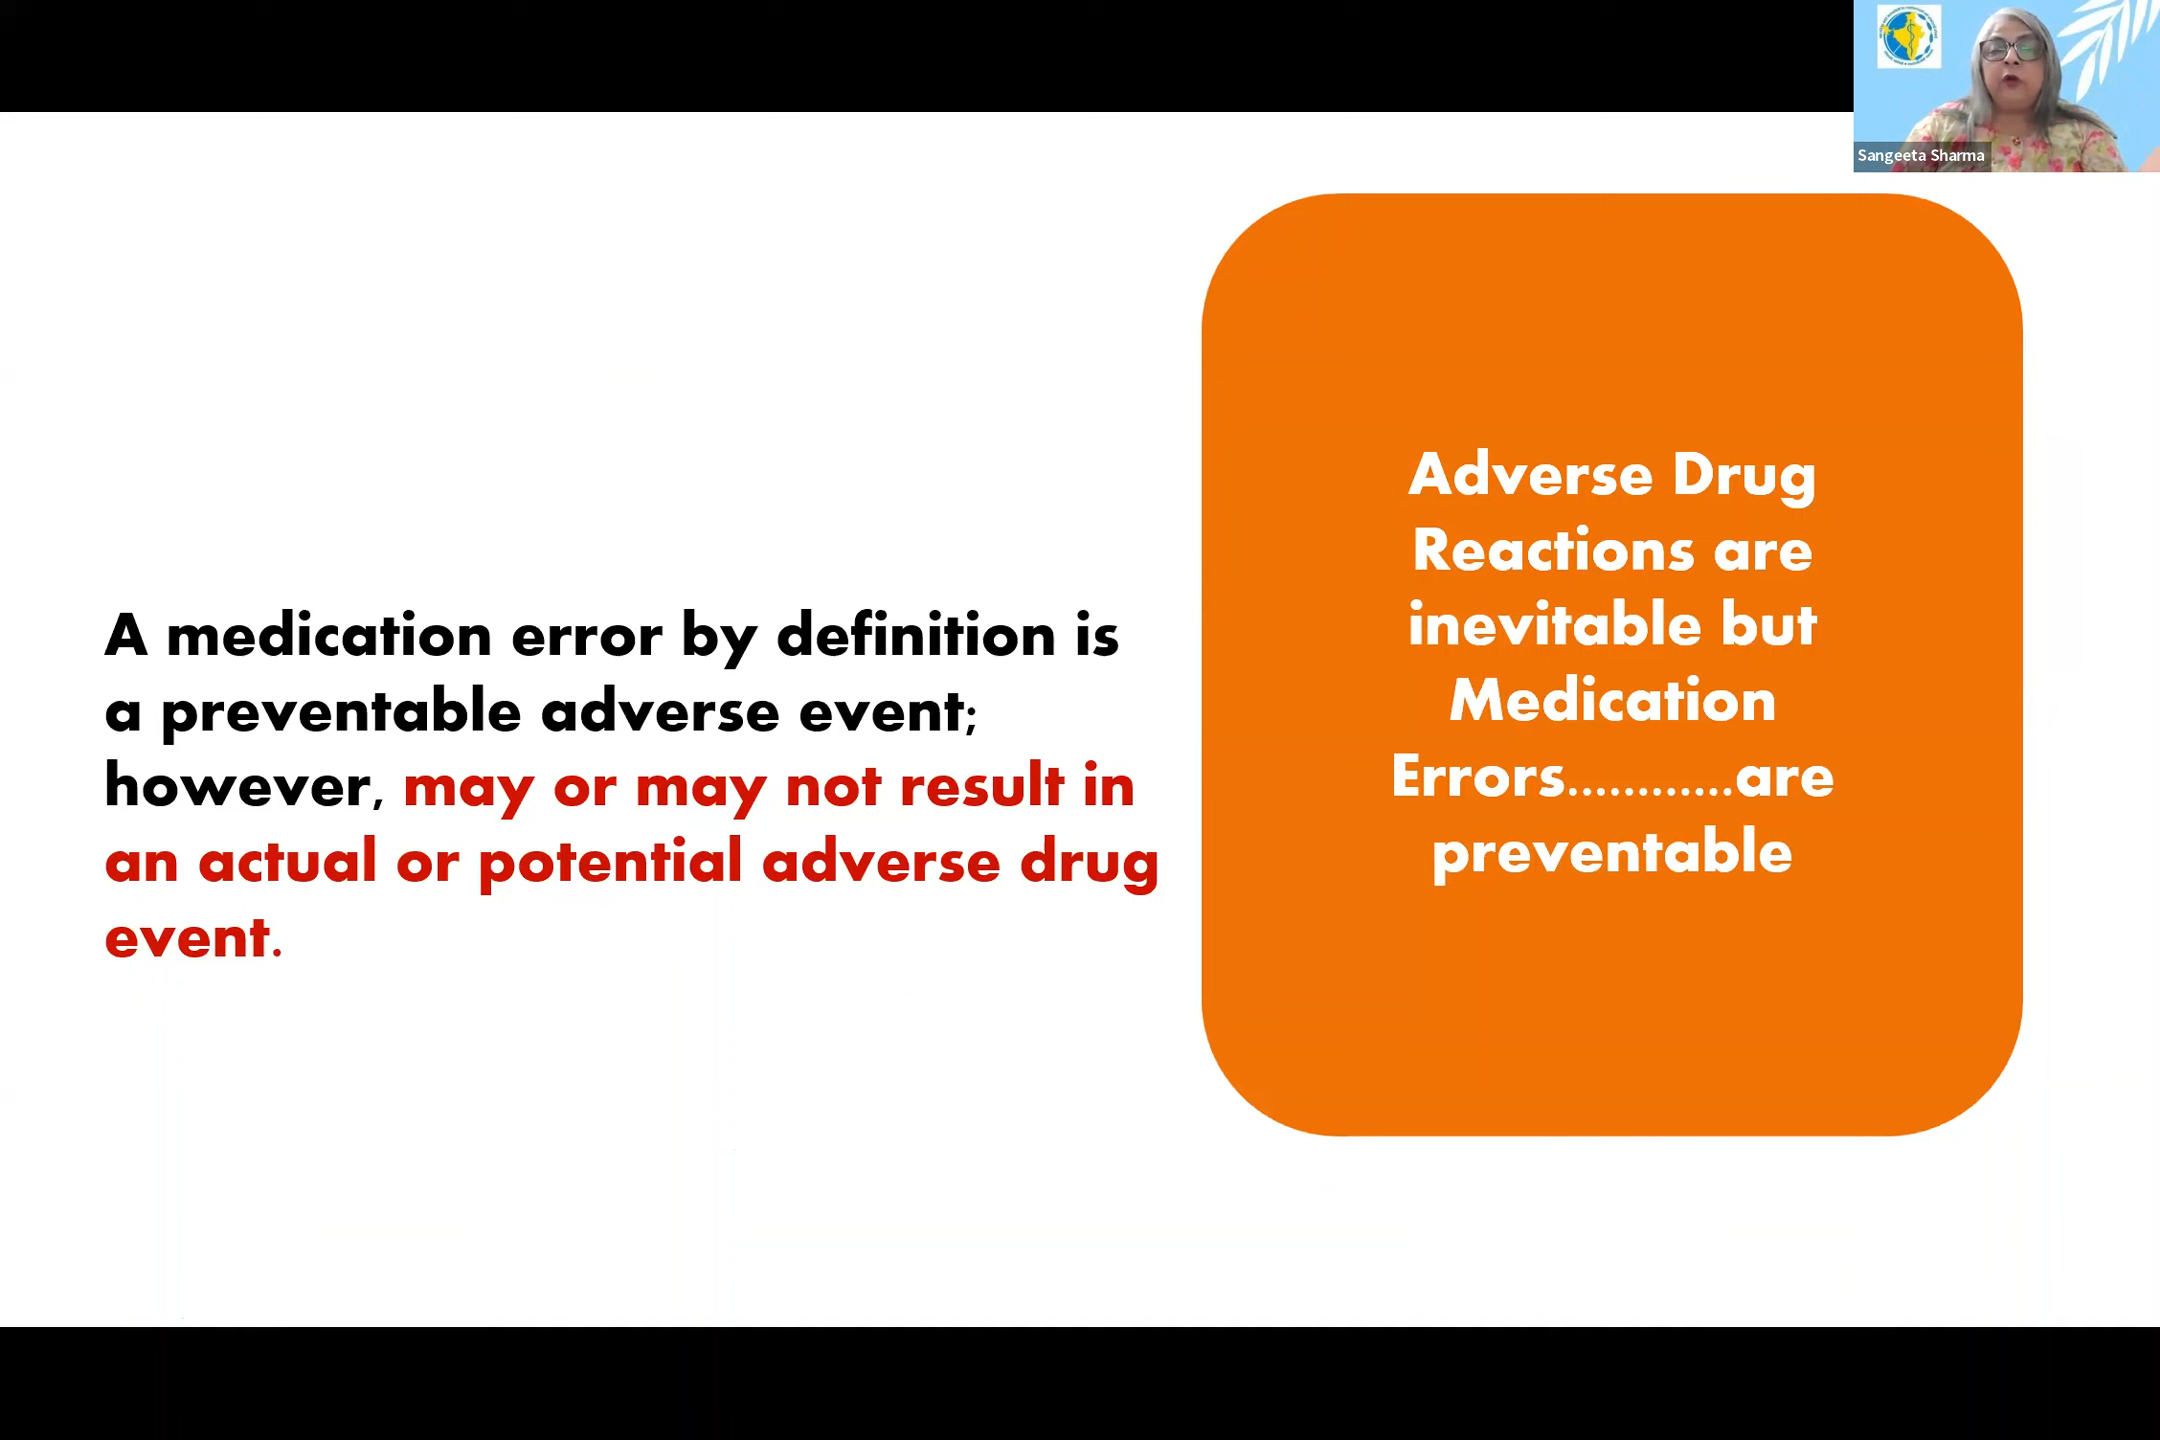 Sangeeta Sharma
A medication error by definition is
a preventable adverse event;
however, may or may not result in
an actual or potential adverse drug
event.
Adverse Drug
Reactions are
inevitable but
Medication
Errors............are
preventable